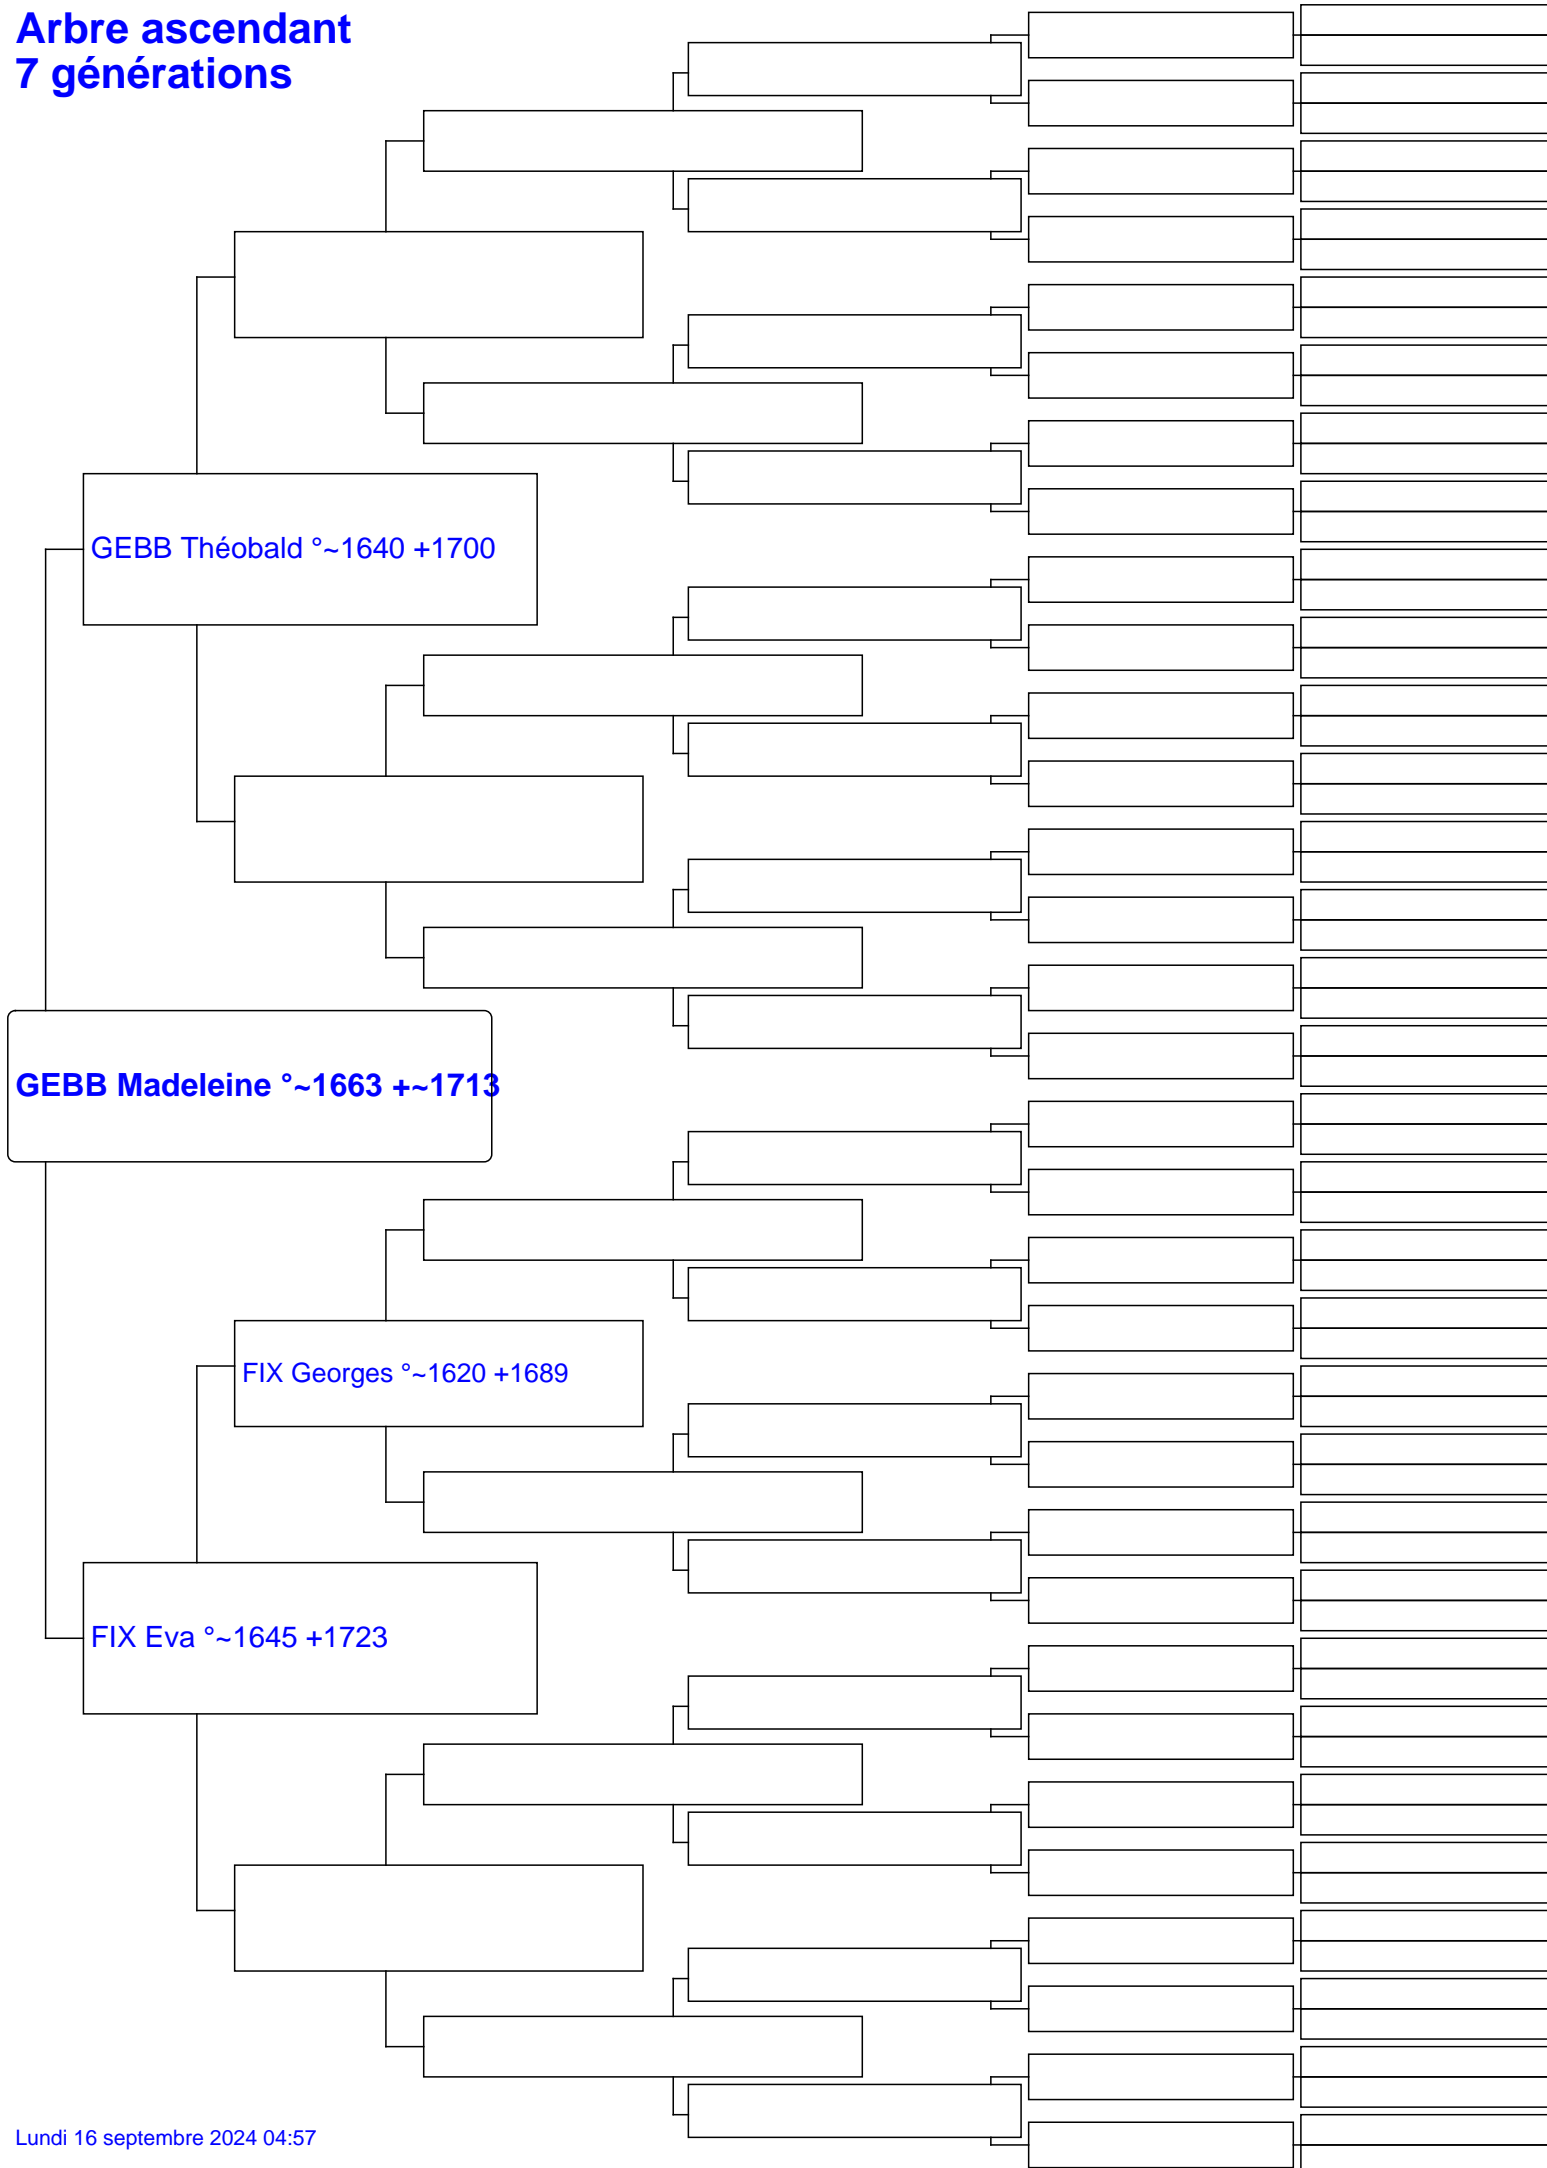 Arbre ascendant
7 générations
GEBB Théobald °~1640 +1700
GEBB Madeleine °~1663 +~1713
FIX Georges °~1620 +1689
FIX Eva °~1645 +1723
Lundi 16 septembre 2024 04:57